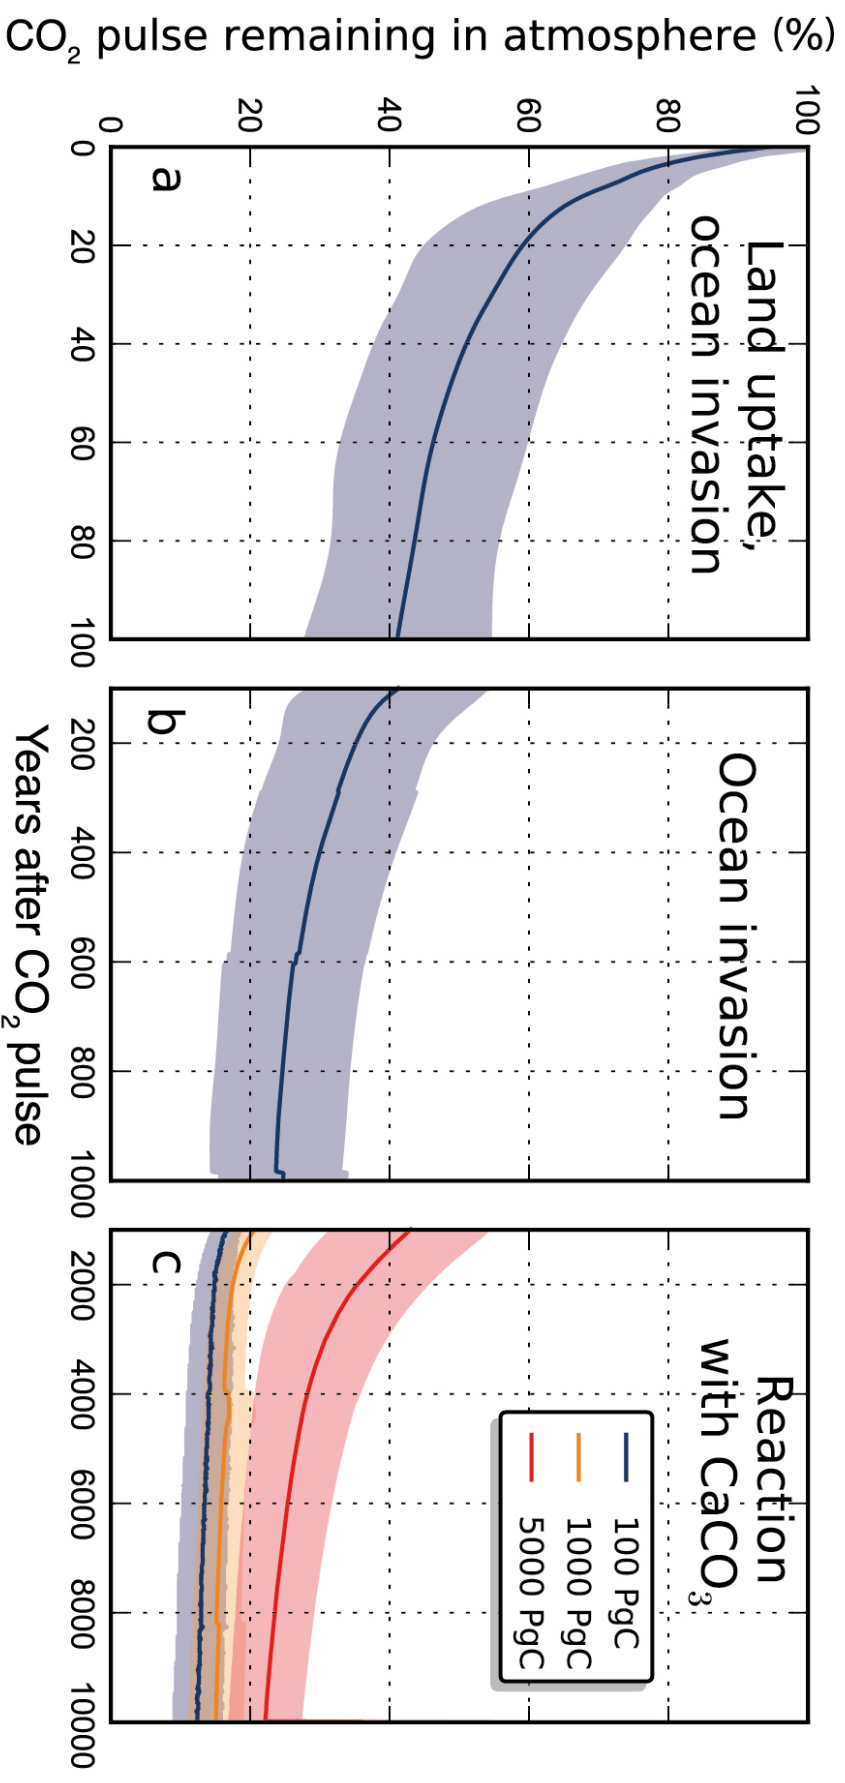 CO₂ pulse remaining in atmosphere (%)
100
80
60
40
20
0
Land uptake,
ocean invasion
a
0 20 40 60 80 100
Ocean invasion
b
200 400 600 800 1000
Reaction
with CaCO₃
100 PgC
1000 PgC
5000 PgC
c
2000 4000 6000 8000 10000
Years after CO₂ pulse